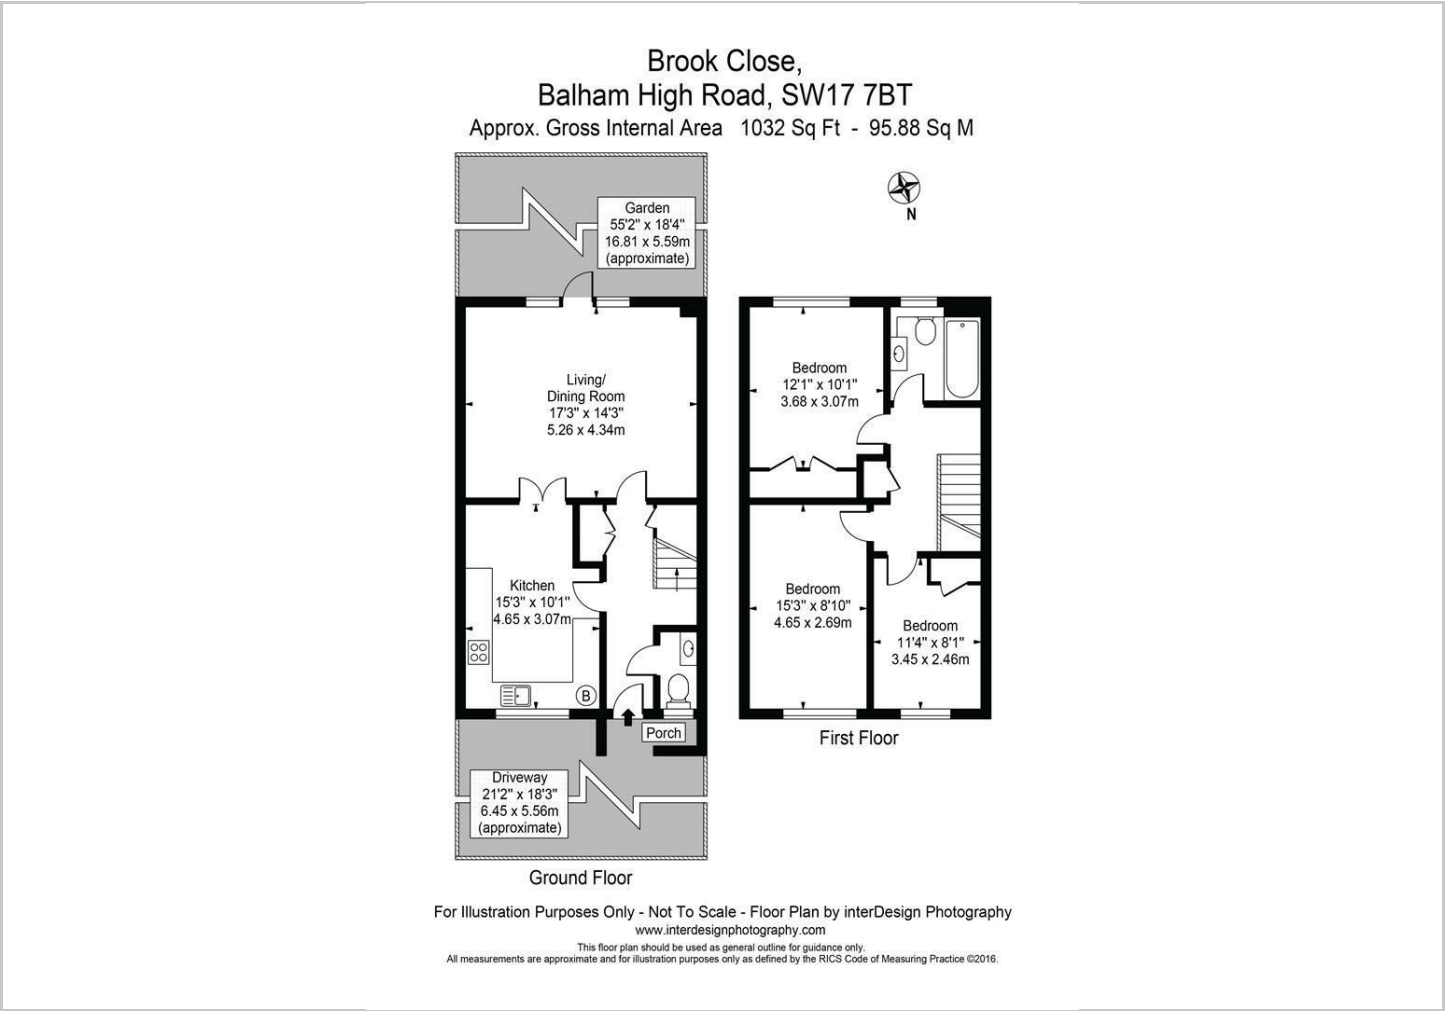 Brook Close,
Balham High Road, SW17 7BT
Approx. Gross Internal Area 1032 Sq Ft - 95.88 Sq M
N
Garden
55'2" x 18'4"
16.81 x 5.59m
(approximate)
Living/
Dining Room
17'3" x 14'3"
5.26 x 4.34m
Kitchen
15'3" x 10'1"
4.65 x 3.07m
B
Porch
Driveway
21'2" x 18'3"
6.45 x 5.56m
(approximate)
Ground Floor
Bedroom
12'1" x 10'1"
3.68 x 3.07m
Bedroom
15'3" x 8'10"
4.65 x 2.69m
Bedroom
11'4" x 8'1"
3.45 x 2.46m
First Floor
For Illustration Purposes Only - Not To Scale - Floor Plan by interDesign Photography
www.interdesignphotography.com
This floor plan should be used as general outline for guidance only.
All measurements are approximate and for illustration purposes only as defined by the RICS Code of Measuring Practice ©2016.